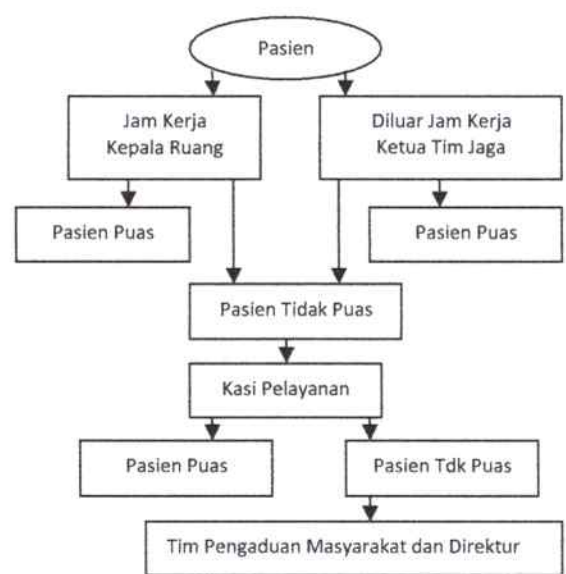 Pasien
Jam Kerja
Kepala Ruang
Diluar Jam Kerja
Ketua Tim Jaga
Pasien Puas
Pasien Puas
Pasien Tidak Puas
Kasi Pelayanan
Pasien Puas
Pasien Tdk Puas
Tim Pengaduan Masyarakat dan Direktur